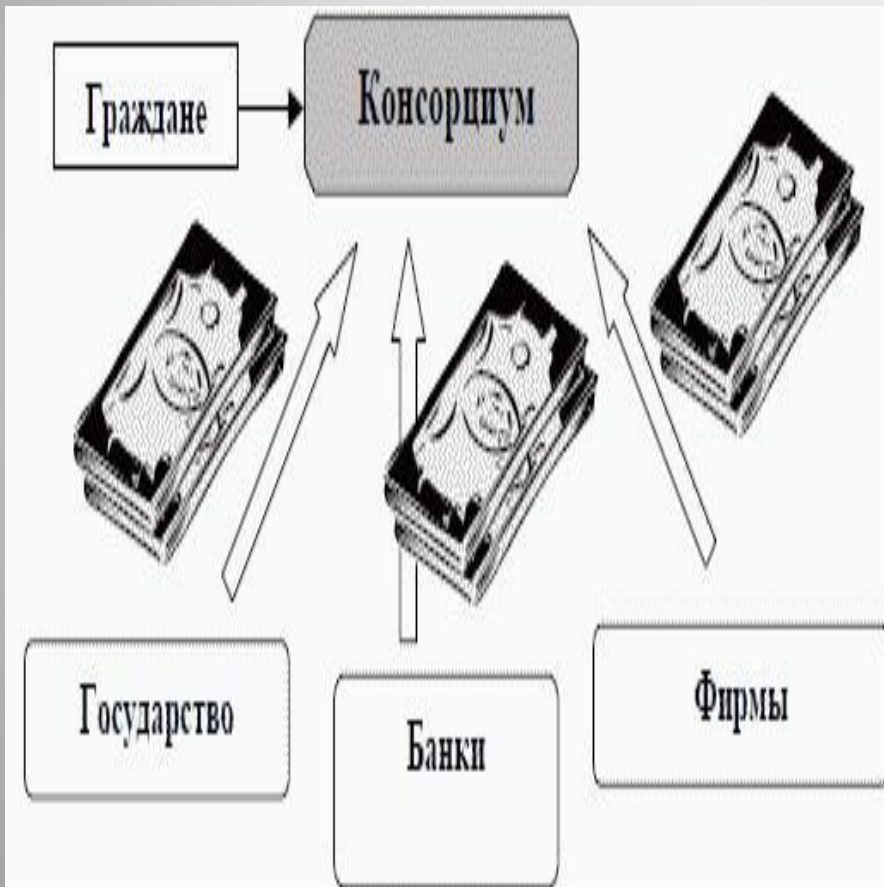 Граждане
Консорциум
Государство
Банки
Фирмы